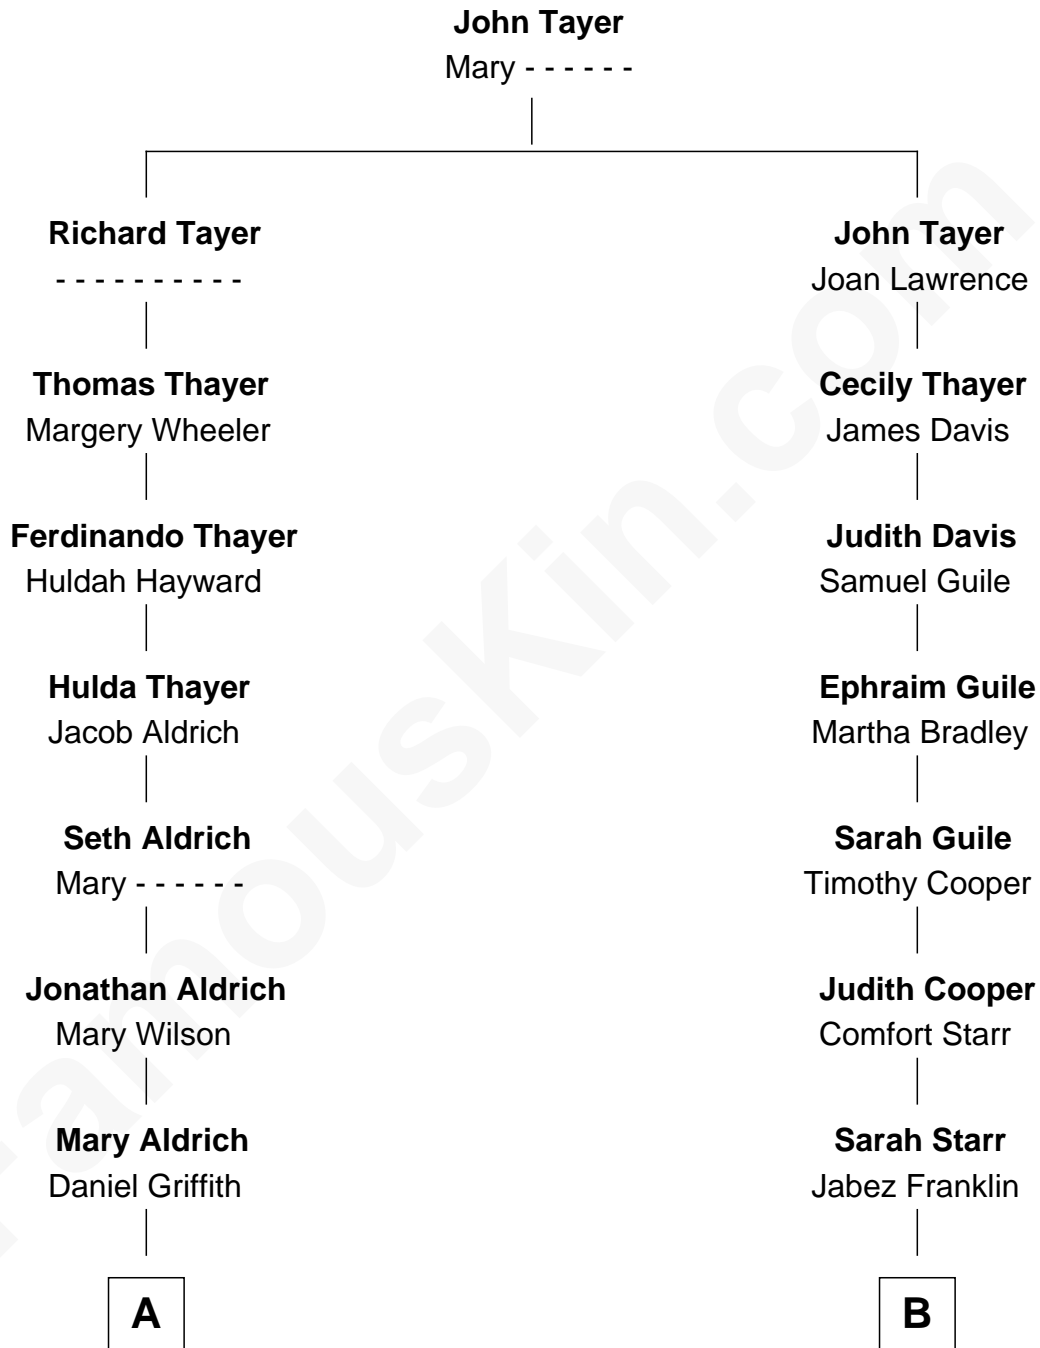 John Tayer
Mary - - - - - -
Richard Tayer
- - - - - - - - - -
John Tayer
Joan Lawrence
Thomas Thayer
Margery Wheeler
Cecily Thayer
James Davis
Ferdinando Thayer
Huldah Hayward
Judith Davis
Samuel Guile
Hulda Thayer
Jacob Aldrich
Ephraim Guile
Martha Bradley
Seth Aldrich
Mary - - - - - -
Sarah Guile
Timothy Cooper
Jonathan Aldrich
Mary Wilson
Judith Cooper
Comfort Starr
Mary Aldrich
Daniel Griffith
Sarah Starr
Jabez Franklin
A
B
FamousKin.com